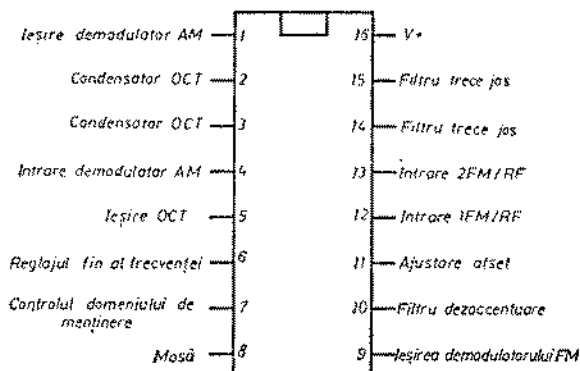 Ieşire demodulator AM 1
16 V+
Condensator OCT 2
15 Filtru trece jos
Condensator OCT 3
14 Filtru trece jos
Intrare demodulator AM 4
13 Intrare 2FM/RF
Ieşire OCT 5
12 Intrare 1FM/RF
Reglajul fin al frecvenţei 6
11 Ajustare ofset
Controlul domeniului de
menţinere 7
10 Filtru dezaccentuare
Masă 8
9 Ieşirea demodulatorului FM